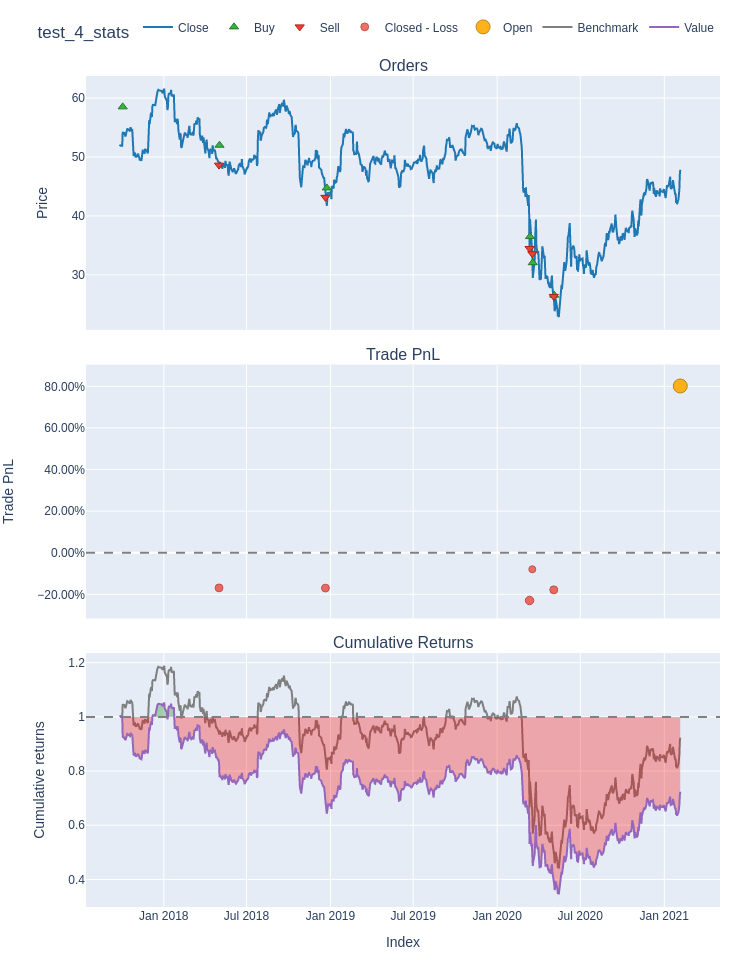 test_4_stats
Close Buy Sell Closed - Loss Open Benchmark Value
Orders
60
50
40
30
Price
Trade PnL
80.00%
60.00%
40.00%
20.00%
0.00%
−20.00%
Trade PnL
Cumulative Returns
1.2
1
0.8
0.6
0.4
Cumulative returns
Jan 2018 Jul 2018 Jan 2019 Jul 2019 Jan 2020 Jul 2020 Jan 2021
Index